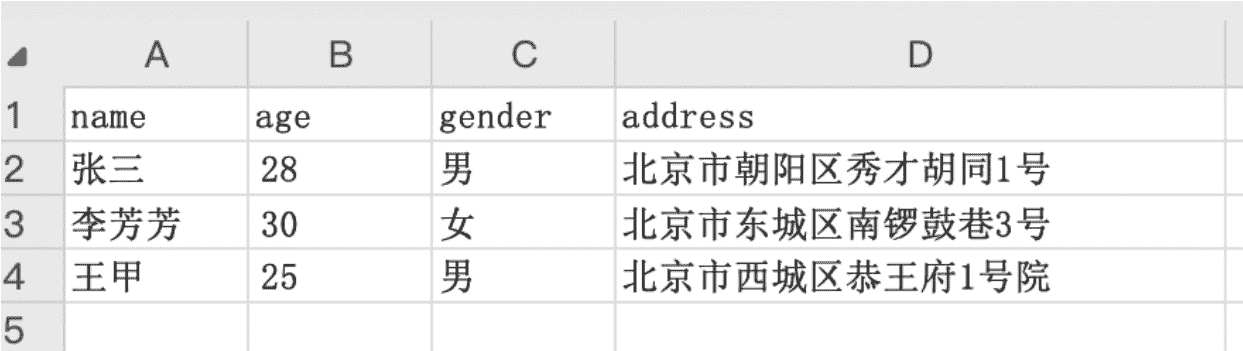 A B C D
1 name age gender address
2 张三 28 男 北京市朝阳区秀才胡同1号
3 李芳芳 30 女 北京市东城区南锣鼓巷3号
4 王甲 25 男 北京市西城区恭王府1号院
5